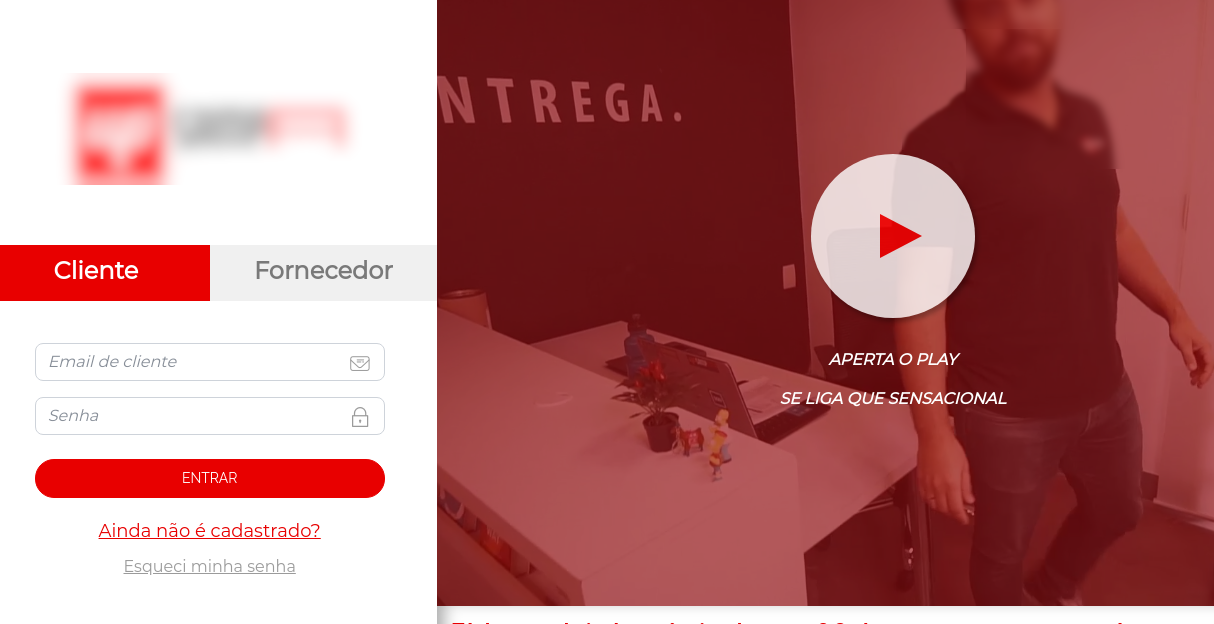 Cliente
Fornecedor
Email de cliente
Senha
ENTRAR
Ainda não é cadastrado?
Esqueci minha senha
NTREGA.
APERTA O PLAY
SE LIGA QUE SENSACIONAL